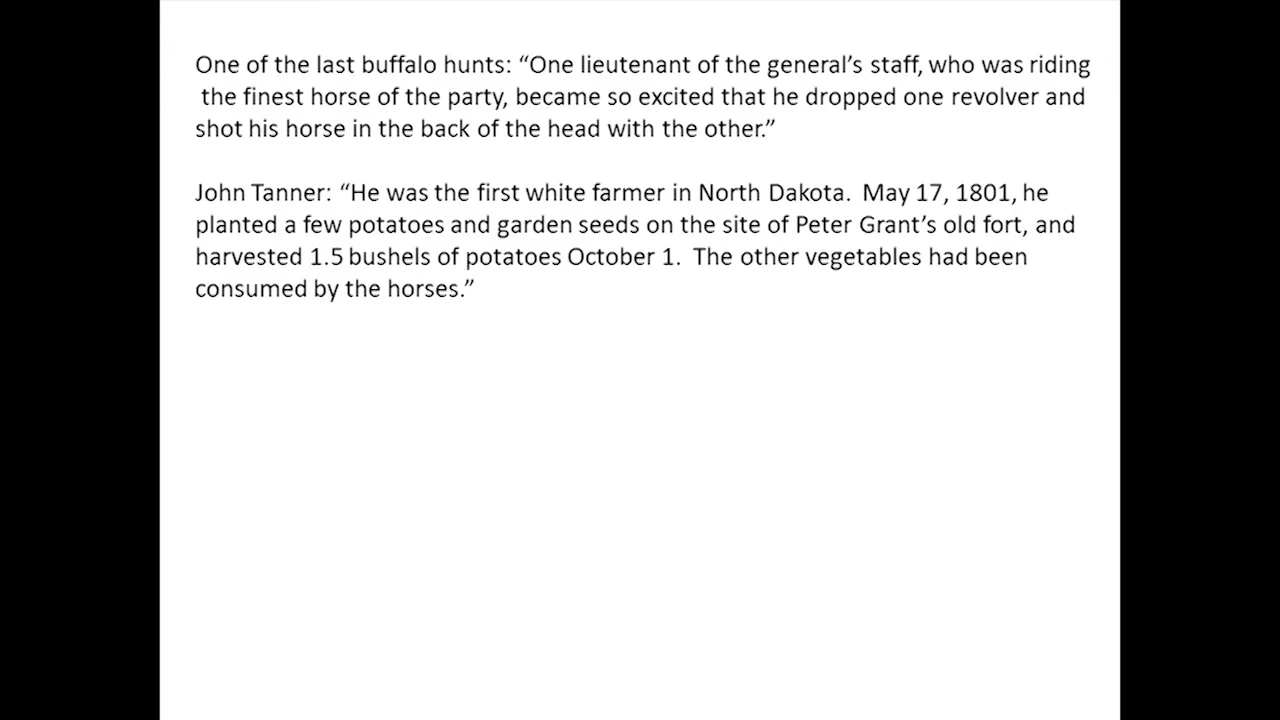 One of the last buffalo hunts: “One lieutenant of the general’s staff, who was riding
the finest horse of the party, became so excited that he dropped one revolver and
shot his horse in the back of the head with the other.”
John Tanner: “He was the first white farmer in North Dakota.  May 17, 1801, he
planted a few potatoes and garden seeds on the site of Peter Grant’s old fort, and
harvested 1.5 bushels of potatoes October 1.  The other vegetables had been
consumed by the horses.”